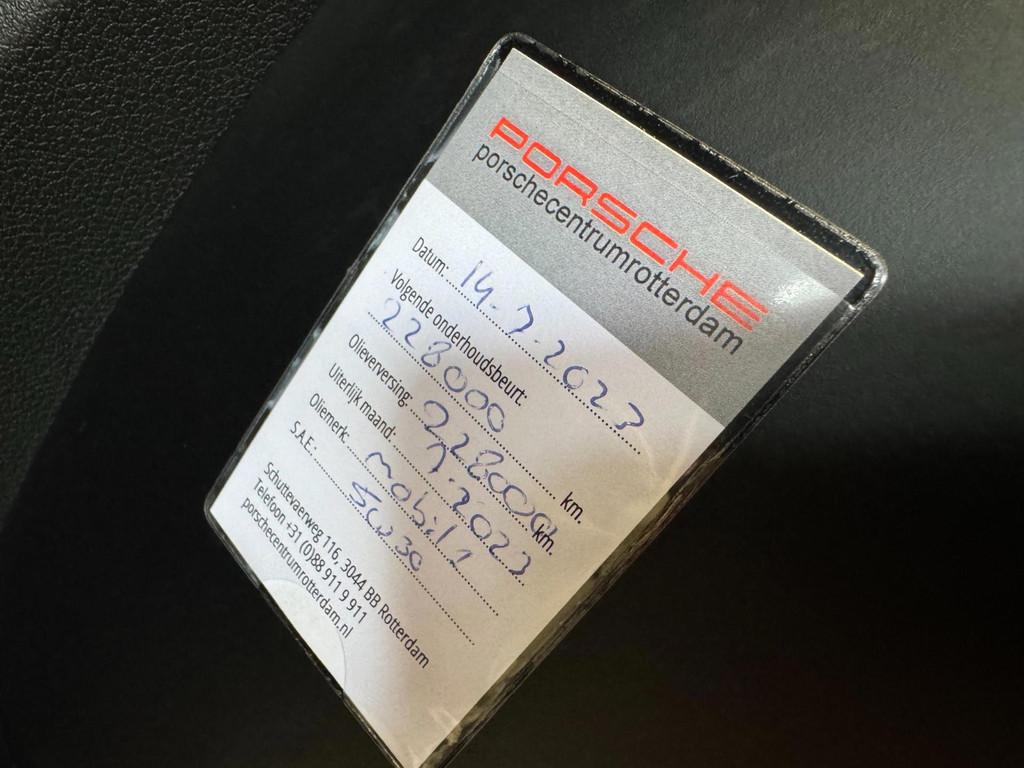 PORSCHE
porschecentrumrotterdam
Datum: 14-7-2023
Volgende onderhoudsbeurt:
228000 km.
Olieverversing: 228000 km.
Uiterlijk maand: 7-2023
Oliemerk: mobil 1
S.A.E.: 5w30
Schuttevaerweg 116, 3044 BB Rotterdam
Telefoon +31 (0)88 911 9 911
porschecentrumrotterdam.nl